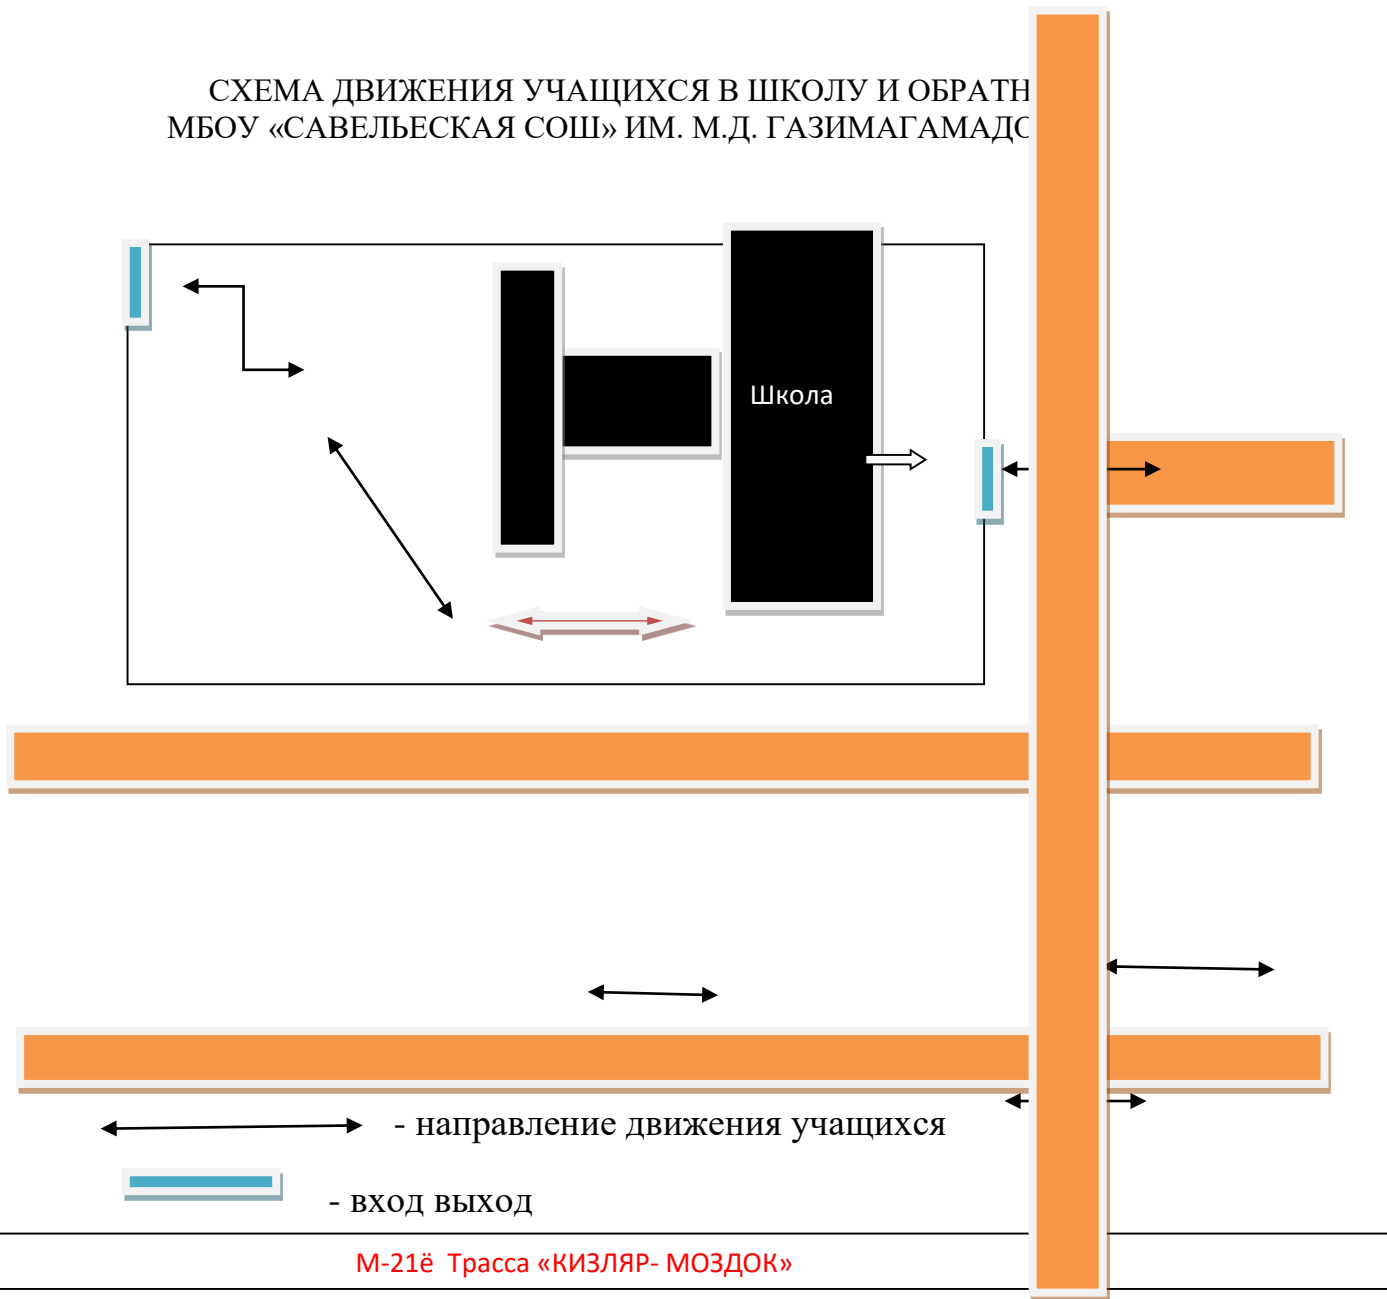 СХЕМА ДВИЖЕНИЯ УЧАЩИХСЯ В ШКОЛУ И ОБРАТН
МБОУ «САВЕЛЬЕСКАЯ СОШ» ИМ. М.Д. ГАЗИМАГАМАДО
Школа
- направление движения учащихся
- вход выход
М-21ё Трасса «КИЗЛЯР- МОЗДОК»